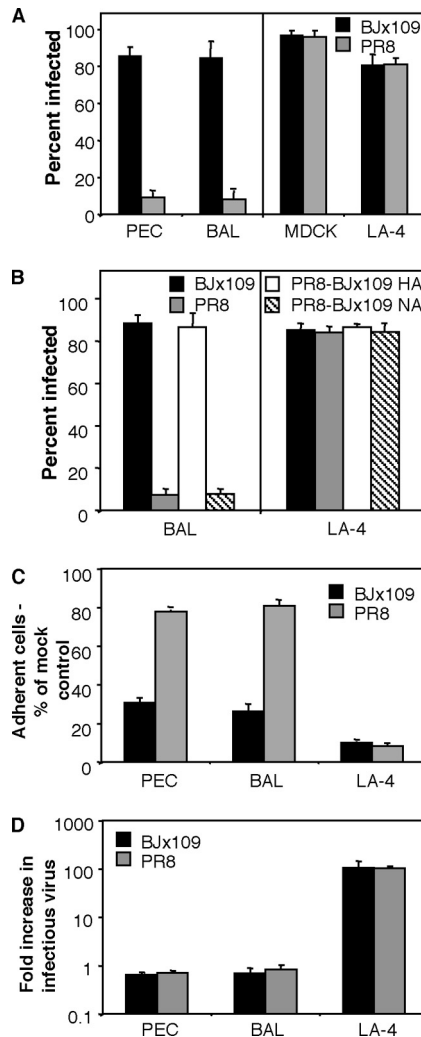 A
Percent infected
100
80
60
40
20
0
BJx109
PR8
PEC
BAL
MDCK
LA-4
B
Percent infected
100
80
60
40
20
0
BJx109
PR8
PR8-BJx109 HA
PR8-BJx109 NA
BAL
LA-4
C
Adherent cells -
% of mock
control
100
80
60
40
20
0
BJx109
PR8
PEC
BAL
LA-4
D
Fold increase in
infectious virus
1000
100
10
1
0.1
BJx109
PR8
PEC
BAL
LA-4